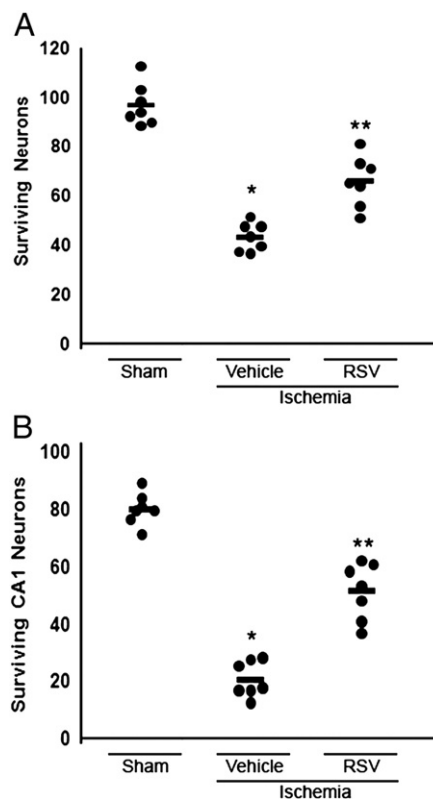 A
120
100
80
60
40
20
0
Surviving Neurons
*
**
Sham Vehicle RSV
Ischemia
B
100
80
60
40
20
0
Surviving CA1 Neurons
*
**
Sham Vehicle RSV
Ischemia